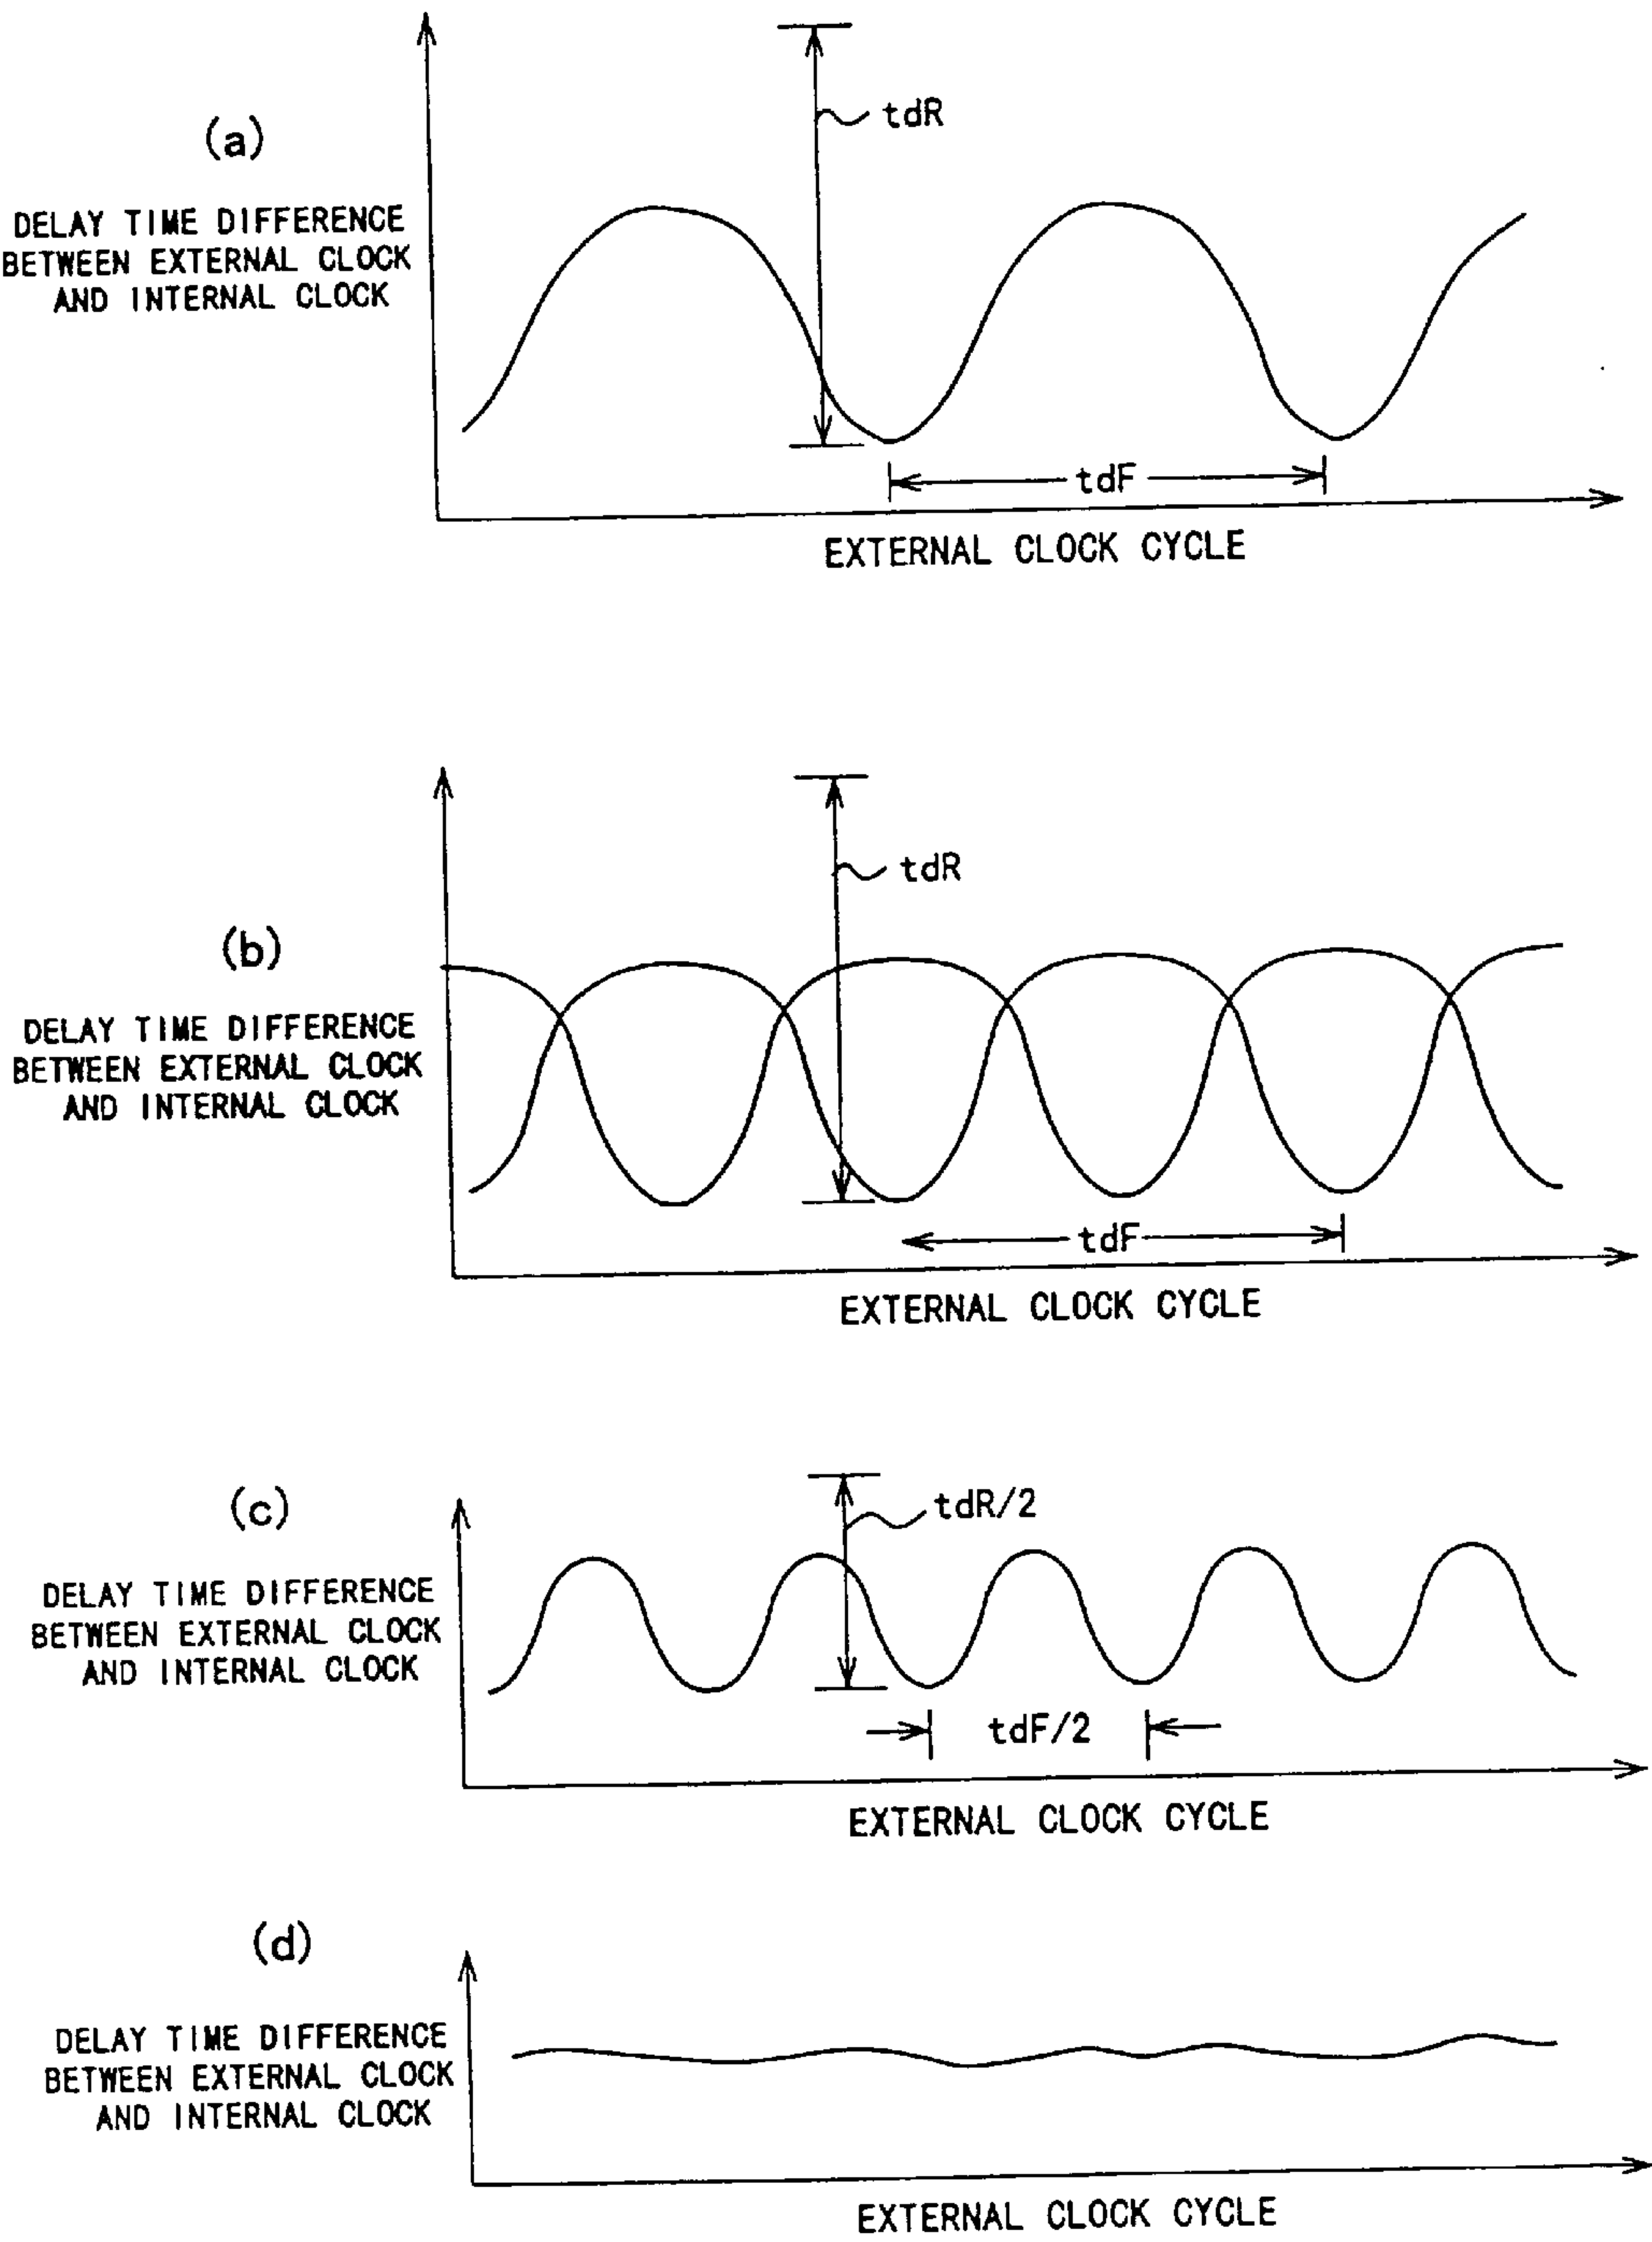 (a)
tdR
DELAY TIME DIFFERENCE
BETWEEN EXTERNAL CLOCK
AND INTERNAL CLOCK
tdF
EXTERNAL CLOCK CYCLE
(b)
tdR
DELAY TIME DIFFERENCE
BETWEEN EXTERNAL CLOCK
AND INTERNAL CLOCK
tdF
EXTERNAL CLOCK CYCLE
(c)
tdR/2
DELAY TIME DIFFERENCE
BETWEEN EXTERNAL CLOCK
AND INTERNAL CLOCK
tdF/2
EXTERNAL CLOCK CYCLE
(d)
DELAY TIME DIFFERENCE
BETWEEN EXTERNAL CLOCK
AND INTERNAL CLOCK
EXTERNAL CLOCK CYCLE